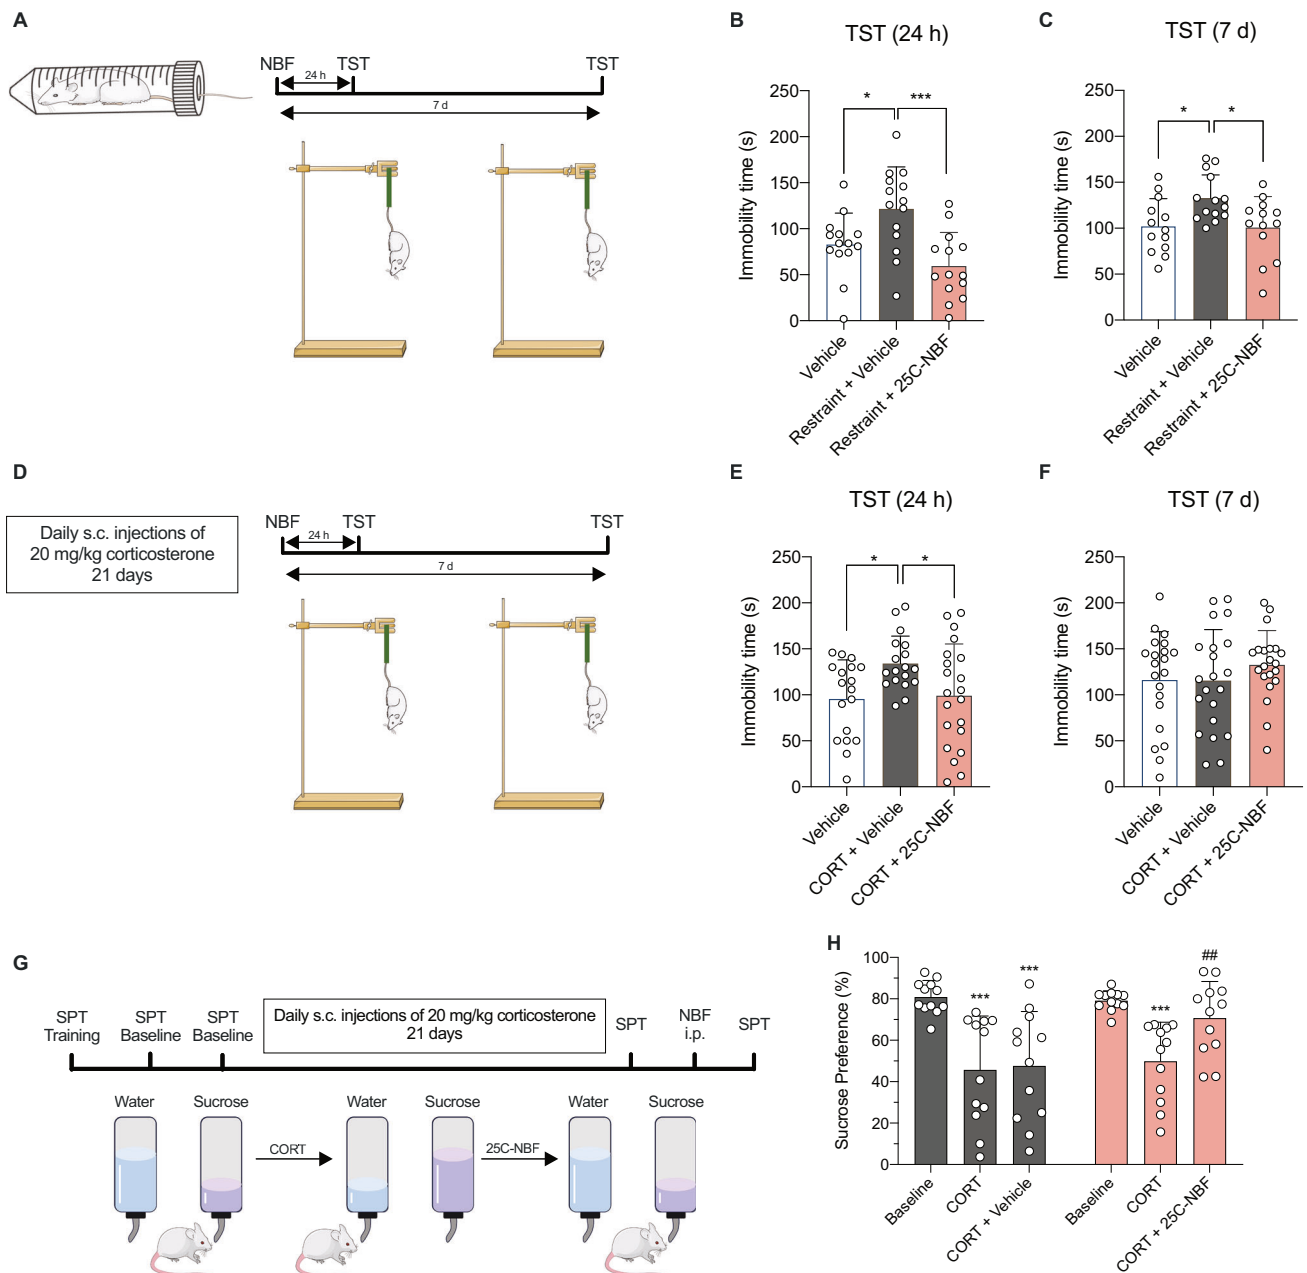 A
NBF
24 h
TST
TST
7 d
B
TST (24 h)
Immobility time (s)
250
200
150
100
50
0
*
***
Vehicle
Restraint + Vehicle
Restraint + 25C-NBF
C
TST (7 d)
Immobility time (s)
250
200
150
100
50
0
*
*
Vehicle
Restraint + Vehicle
Restraint + 25C-NBF
D
Daily s.c. injections of
20 mg/kg corticosterone
21 days
NBF
24 h
TST
TST
7 d
E
TST (24 h)
Immobility time (s)
250
200
150
100
50
0
*
*
Vehicle
CORT + Vehicle
CORT + 25C-NBF
F
TST (7 d)
Immobility time (s)
250
200
150
100
50
0
Vehicle
CORT + Vehicle
CORT + 25C-NBF
G
SPT
Training
SPT
Baseline
SPT
Baseline
Daily s.c. injections of 20 mg/kg corticosterone
21 days
SPT
NBF
i.p.
SPT
Water
Sucrose
CORT
Water
Sucrose
25C-NBF
Water
Sucrose
H
Sucrose Preference (%)
100
80
60
40
20
0
***
***
***
##
Baseline
CORT
CORT + Vehicle
Baseline
CORT
CORT + 25C-NBF